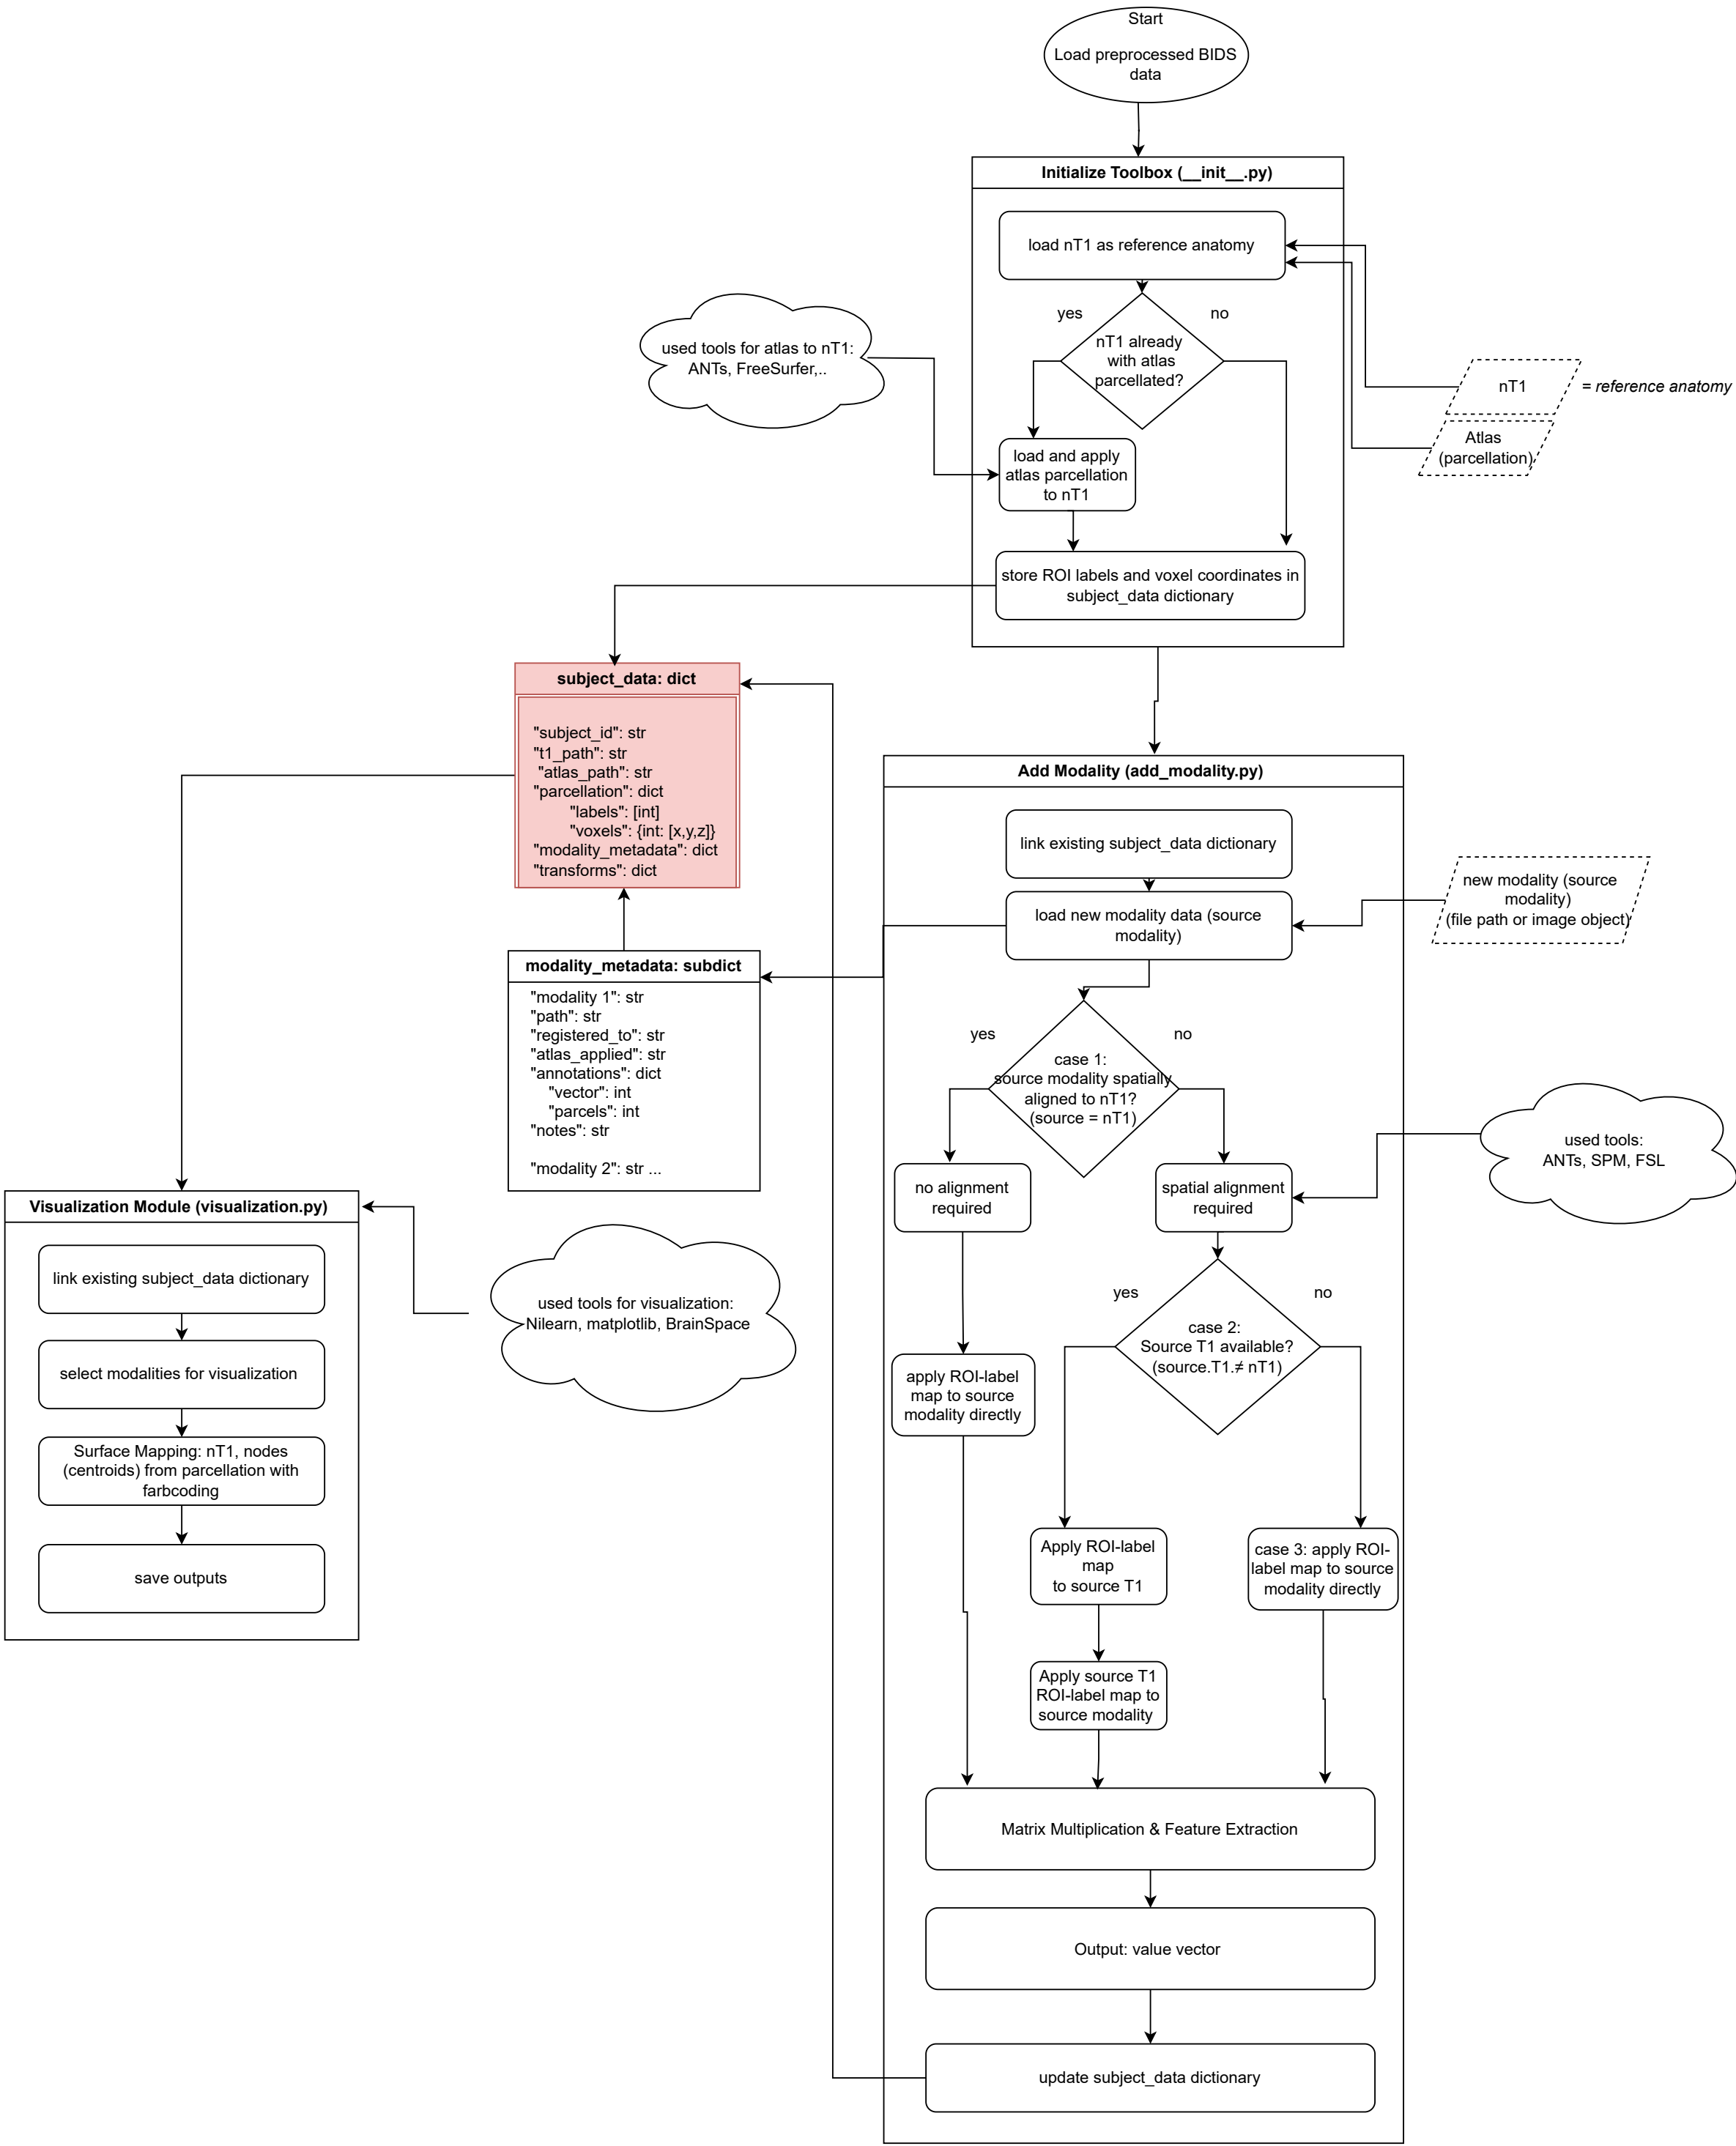 Start
Load preprocessed BIDS
data
Initialize Toolbox (__init__.py)
load nT1 as reference anatomy
yes
no
nT1 already
with atlas
parcellated?
used tools for atlas to nT1:
ANTs, FreeSurfer,..
nT1
= reference anatomy
Atlas
(parcellation)
load and apply
atlas parcellation
to nT1
store ROI labels and voxel coordinates in
subject_data dictionary
subject_data: dict
"subject_id": str
"t1_path": str
"atlas_path": str
"parcellation": dict
"labels": [int]
"voxels": {int: [x,y,z]}
"modality_metadata": dict
"transforms": dict
modality_metadata: subdict
"modality 1": str
"path": str
"registered_to": str
"atlas_applied": str
"annotations": dict
"vector": int
"parcels": int
"notes": str
"modality 2": str ...
Add Modality (add_modality.py)
link existing subject_data dictionary
load new modality data (source
modality)
new modality (source
modality)
(file path or image object)
yes
no
case 1:
source modality spatially
aligned to nT1?
(source = nT1)
no alignment
required
spatial alignment
required
used tools:
ANTs, SPM, FSL
yes
no
case 2:
Source T1 available?
(source.T1.≠ nT1)
apply ROI-label
map to source
modality directly
Apply ROI-label
map
to source T1
case 3: apply ROI-
label map to source
modality directly
Apply source T1
ROI-label map to
source modality
Matrix Multiplication & Feature Extraction
Output: value vector
update subject_data dictionary
Visualization Module (visualization.py)
link existing subject_data dictionary
select modalities for visualization
Surface Mapping: nT1, nodes
(centroids) from parcellation with
farbcoding
save outputs
used tools for visualization:
Nilearn, matplotlib, BrainSpace